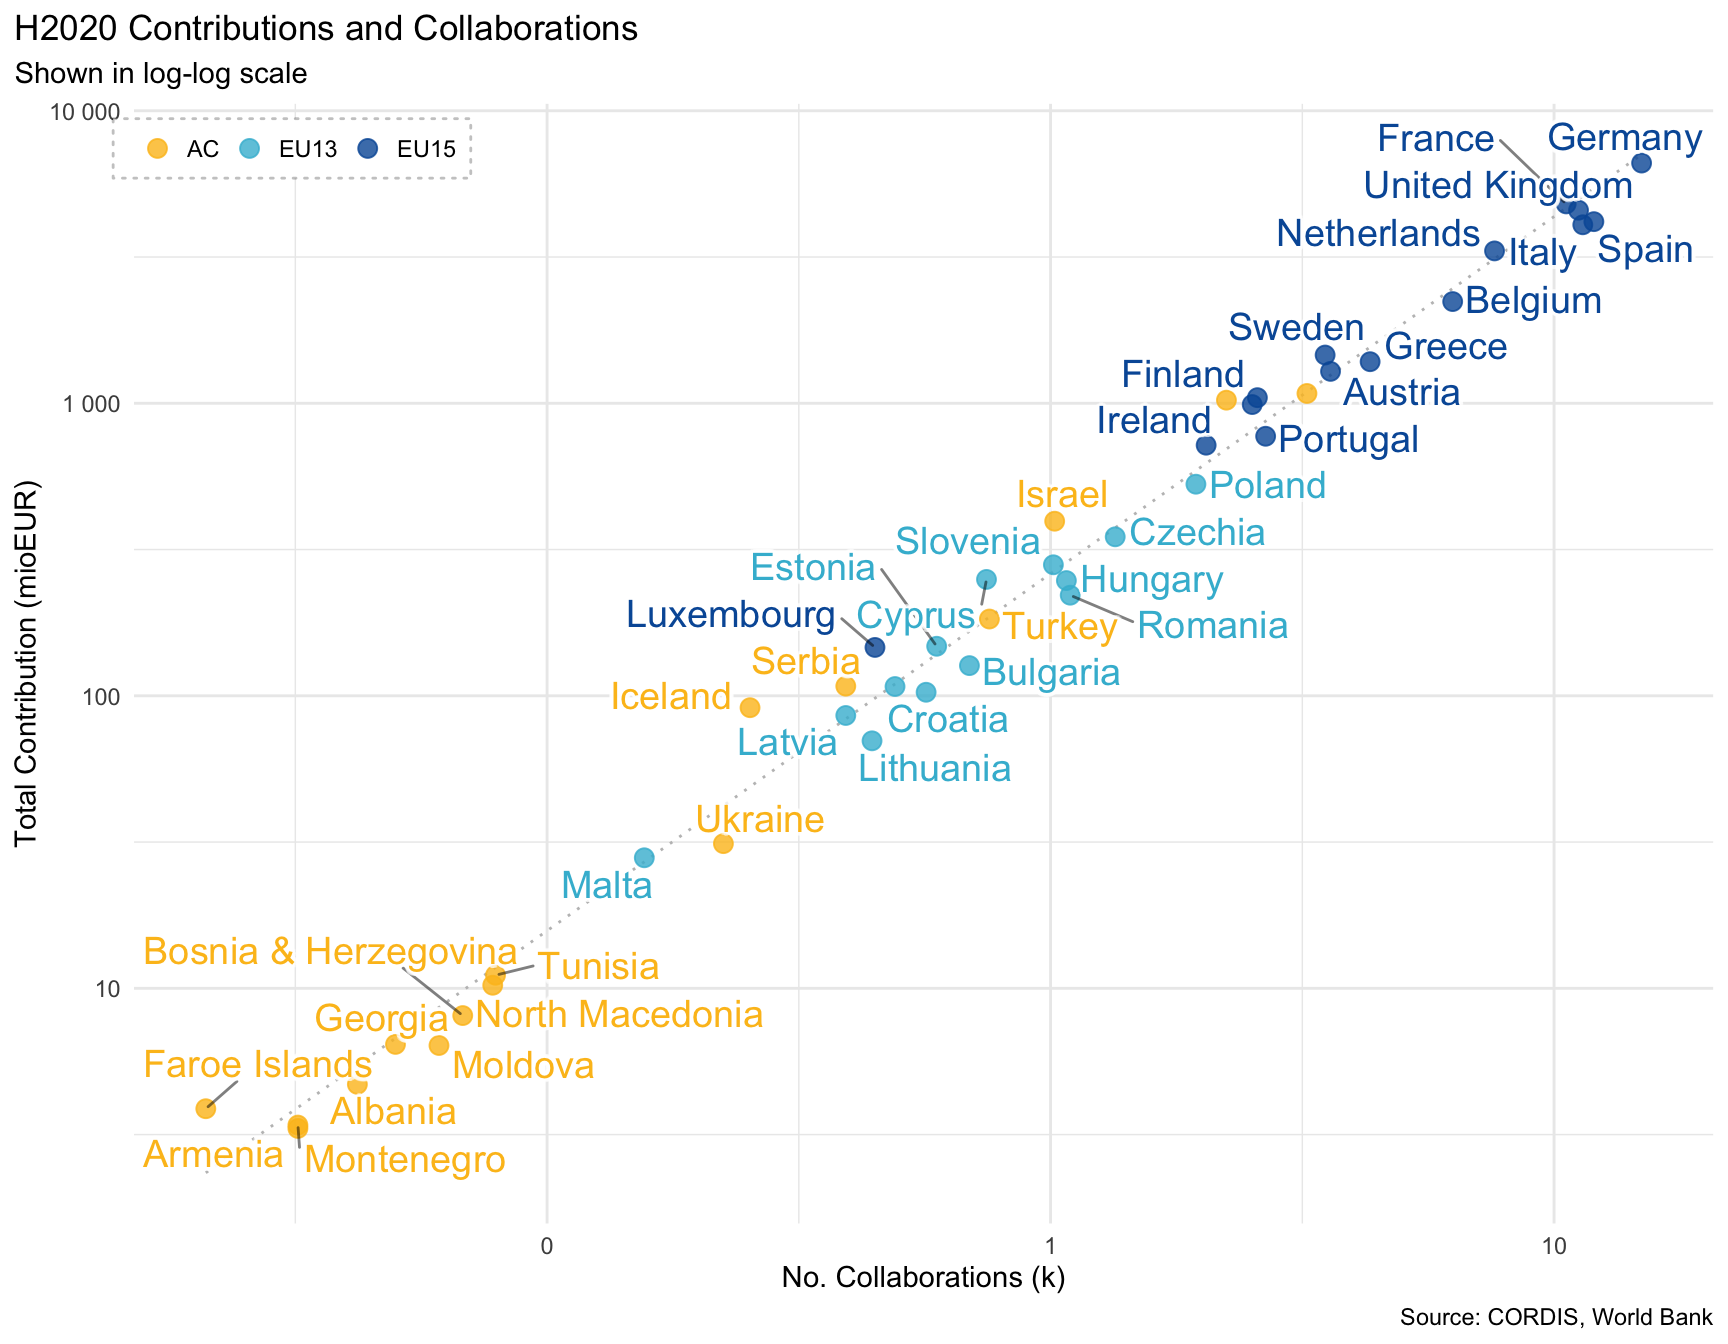 H2020 Contributions and Collaborations
Shown in log-log scale
10 000
AC EU13 EU15
France Germany
United Kingdom
Netherlands Italy Spain
Belgium
Sweden
Greece
Finland
Austria
1 000
Ireland
Portugal
Poland
Israel
Czechia
Slovenia
Estonia
Hungary
Luxembourg Cyprus Turkey Romania
Serbia
Bulgaria
100
Iceland
Croatia
Latvia
Lithuania
Ukraine
Malta
Bosnia & Herzegovina
Tunisia
10
Georgia North Macedonia
Faroe Islands Moldova
Albania
Armenia Montenegro
Total Contribution (mioEUR)
0 1 10
No. Collaborations (k)
Source: CORDIS, World Bank